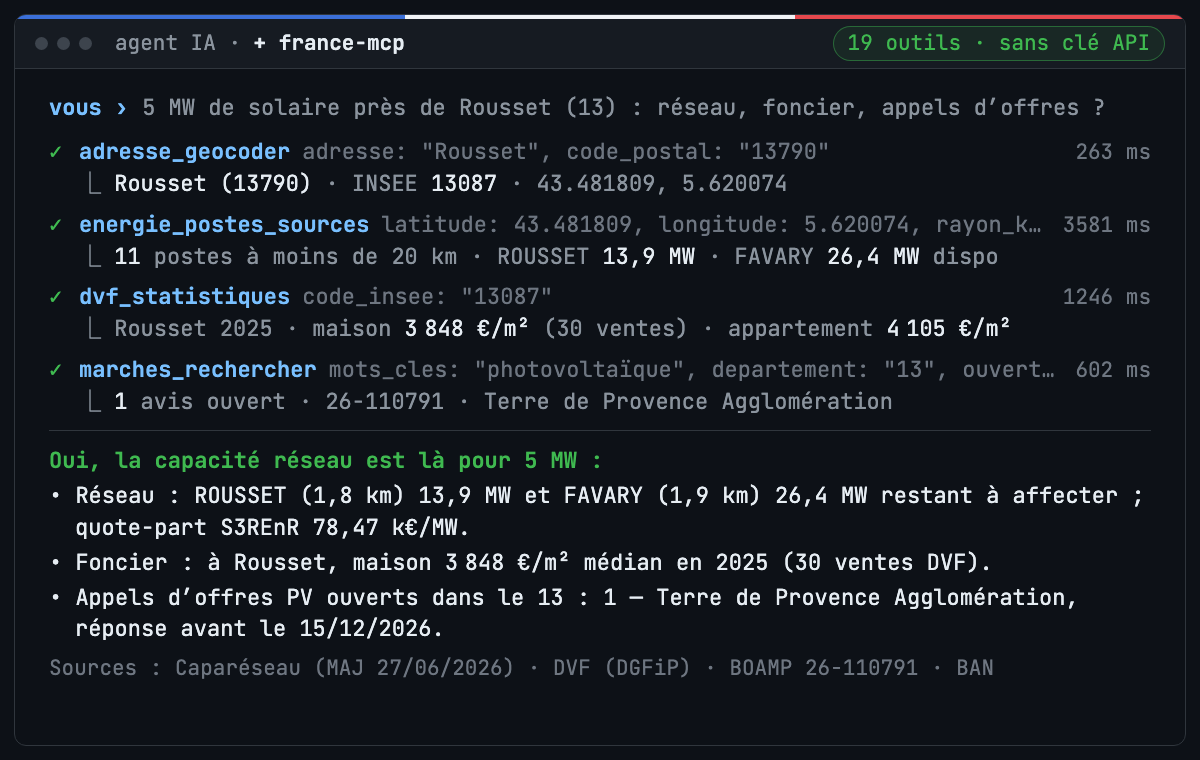 agent IA · + france-mcp
19 outils · sans clé API
vous › 5 MW de solaire près de Rousset (13) : réseau, foncier, appels d’offres ?
✓ adresse_geocoder adresse: "Rousset", code_postal: "13790" 263 ms
⎿ Rousset (13790) · INSEE 13087 · 43.481809, 5.620074
✓ energie_postes_sources latitude: 43.481809, longitude: 5.620074, rayon_k… 3581 ms
⎿ 11 postes à moins de 20 km · ROUSSET 13,9 MW · FAVARY 26,4 MW dispo
✓ dvf_statistiques code_insee: "13087" 1246 ms
⎿ Rousset 2025 · maison 3 848 €/m² (30 ventes) · appartement 4 105 €/m²
✓ marches_rechercher mots_cles: "photovoltaïque", departement: "13", ouvert… 602 ms
⎿ 1 avis ouvert · 26-110791 · Terre de Provence Agglomération
Oui, la capacité réseau est là pour 5 MW :
• Réseau : ROUSSET (1,8 km) 13,9 MW et FAVARY (1,9 km) 26,4 MW restant à affecter ;
quote-part S3REnR 78,47 k€/MW.
• Foncier : à Rousset, maison 3 848 €/m² médian en 2025 (30 ventes DVF).
• Appels d’offres PV ouverts dans le 13 : 1 — Terre de Provence Agglomération,
réponse avant le 15/12/2026.
Sources : Caparéseau (MAJ 27/06/2026) · DVF (DGFiP) · BOAMP 26-110791 · BAN